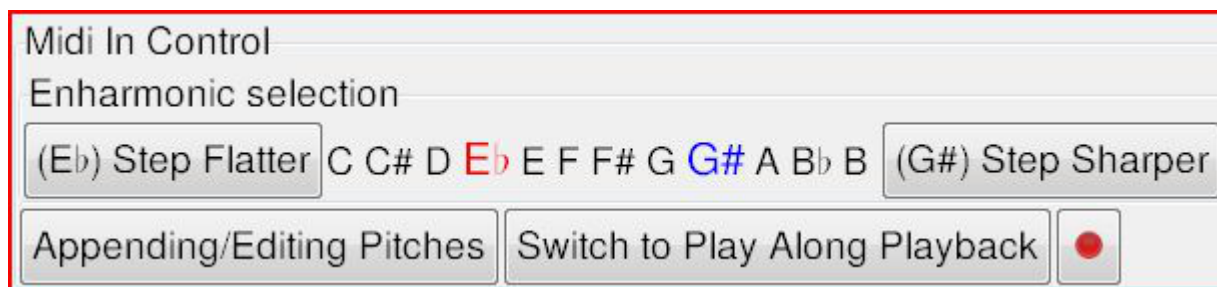 Midi In Control
Enharmonic selection
(E♭) Step Flatter C C# D E♭ E F F# G G# A B♭ B (G#) Step Sharper
Appending/Editing Pitches Switch to Play Along Playback